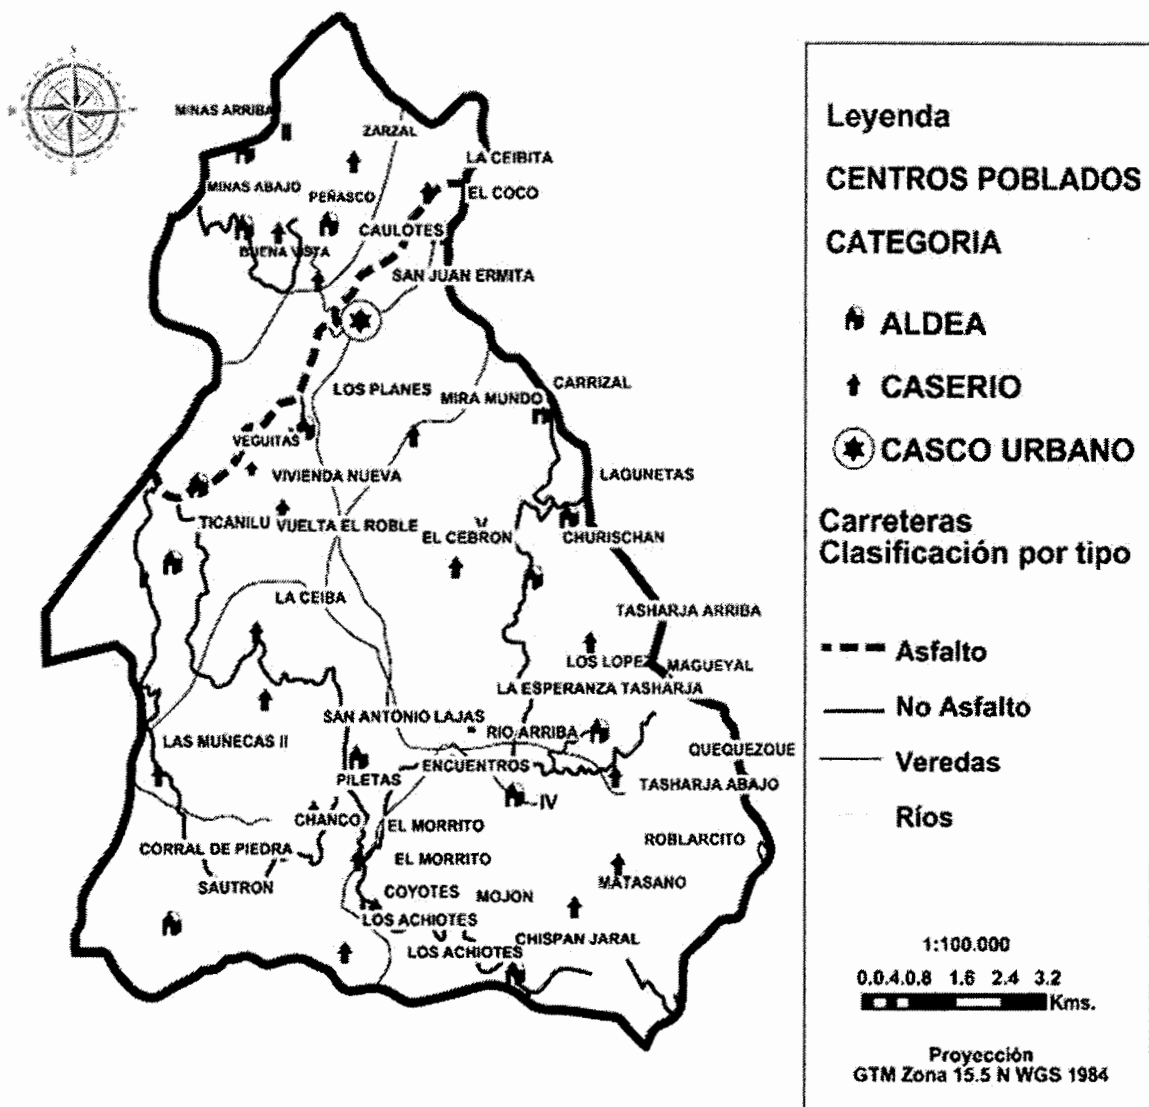 MINAS ARRIBA
ZARZAL
LA CEIBITA
MINAS ABAJO
PEÑASCO
EL COCO
CAULOTES
BUENA VISTA
SAN JUAN ERMITA
LOS PLANES
CARRIZAL
MIRA MUNDO
VEGUITAS
VIVIENDA NUEVA
LAGUNETAS
TICANILU
VUELTA EL ROBLE
EL CEBRON
CHURISCHAN
LA CEIBA
TASHARJA ARRIBA
LOS LOPEZ
MAGUEYAL
LA ESPERANZA TASHARJA
SAN ANTONIO LAJAS
RIO ARRIBA
LAS MUÑECAS II
QUEQUEZQUE
ENCUENTROS
PILETAS
TASHARJA ABAJO
IV
CHANCO
EL MORRITO
ROBLARCITO
CORRAL DE PIEDRA
EL MORRITO
SAUTRON
MATASANO
COYOTES
MOJON
LOS ACHIOTES
CHISPAN JARAL
LOS ACHIOTES
Leyenda
CENTROS POBLADOS
CATEGORIA
ALDEA
CASERIO
CASCO URBANO
Carreteras
Clasificación por tipo
Asfalto
No Asfalto
Veredas
Ríos
1:100.000
0.0.4.0.8 1.6 2.4 3.2
Kms.
Proyección
GTM Zona 15.5 N WGS 1984